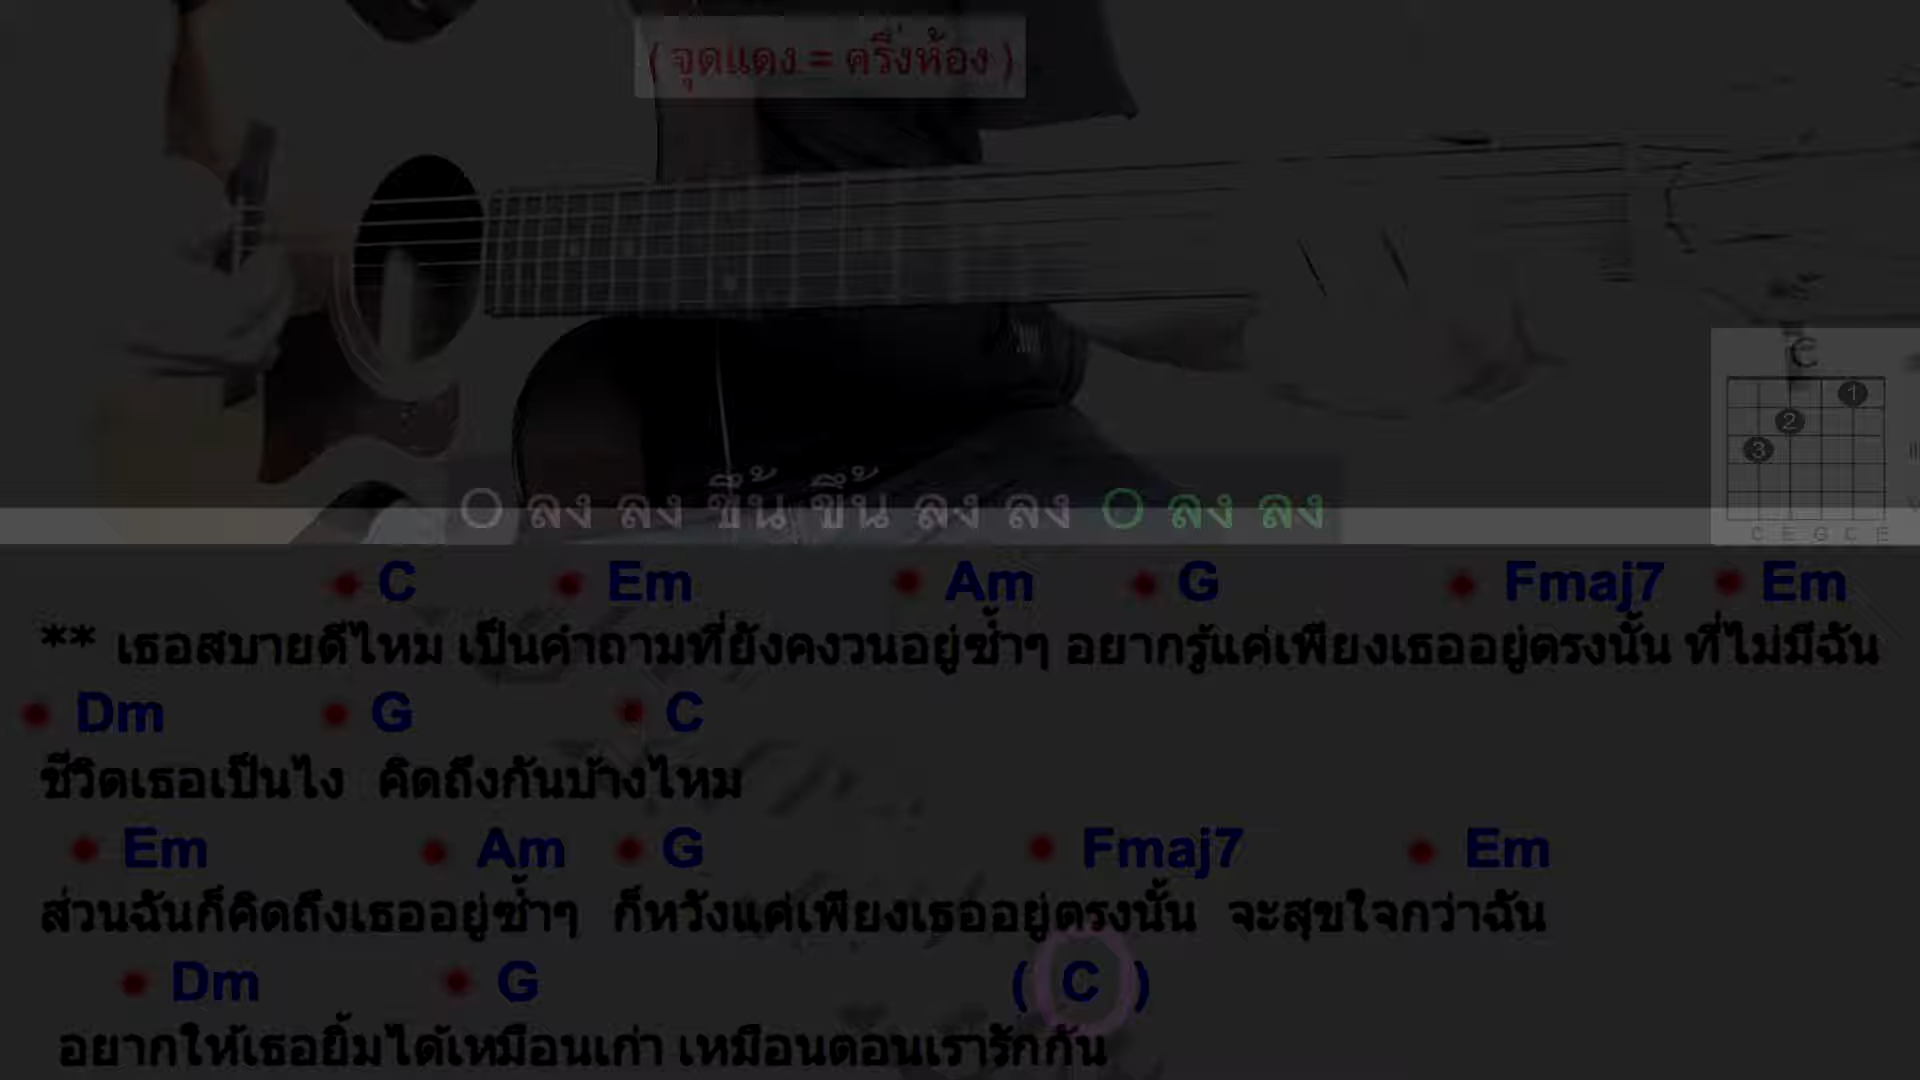 ( จุดแดง = ครึ่งห้อง )
C
1
2
3
C E G C E
O ลง ลง ขึ้น ขึ้น ลง ลง O ลง ลง
C Em Am G Fmaj7 Em
** เธอสบายดีไหม เป็นคำถามที่ยังคงวนอยู่ซ้ำๆ อยากรู้แค่เพียงเธออยู่ตรงนั้น ที่ไม่มีฉัน
Dm G C
ชีวิตเธอเป็นไง คิดถึงกันบ้างไหม
Em Am G Fmaj7 Em
ส่วนฉันก็คิดถึงเธออยู่ซ้ำๆ ก็หวังแค่เพียงเธออยู่ตรงนั้น จะสุขใจกว่าฉัน
Dm G ( C )
อยากให้เธอยิ้มได้เหมือนเก่า เหมือนตอนเรารักกัน